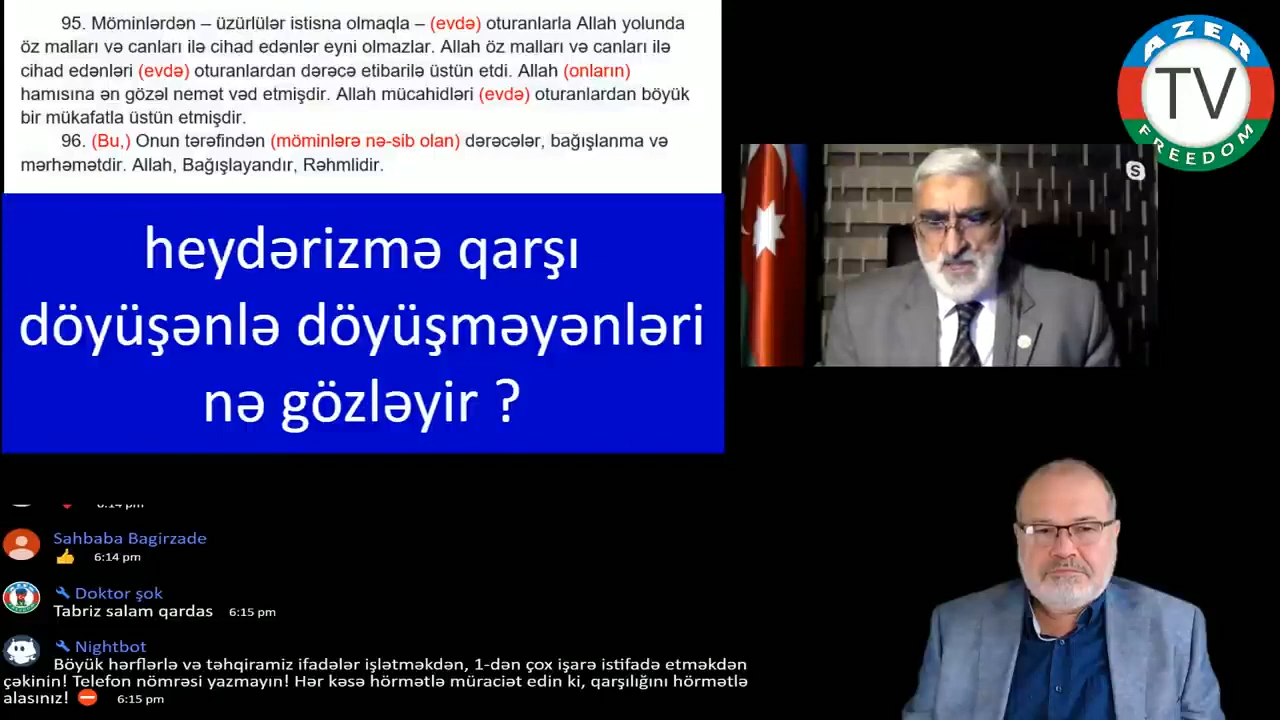 95. Möminlərdən – üzürlülər istisna olmaqla – (evdə) oturanlarla Allah yolunda
öz malları və canları ilə cihad edənlər eyni olmazlar. Allah öz malları və canları ilə
cihad edənləri (evdə) oturanlardan dərəcə etibarilə üstün etdi. Allah (onların)
hamısına ən gözəl nemət vəd etmişdir. Allah mücahidləri (evdə) oturanlardan böyük
bir mükafatla üstün etmişdir.
96. (Bu,) Onun tərəfindən (möminlərə nə-sib olan) dərəcələr, bağışlanma və
mərhəmətdir. Allah, Bağışlayandır, Rəhmlidir.
AZER
TV
FREEDOM
S
heydərizmə qarşı
döyüşənlə döyüşməyənləri
nə gözləyir ?
6:14 pm
Sahbaba Bagirzade
6:14 pm
Doktor şok
Tabriz salam qardas 6:15 pm
Nightbot
Böyük hərflərlə və təhqiramiz ifadələr işlətməkdən, 1-dən çox işarə istifadə etməkdən
çəkinin! Telefon nömrəsi yazmayın! Hər kəsə hörmətlə müraciət edin ki, qarşılığını hörmətlə
alasınız! 6:15 pm